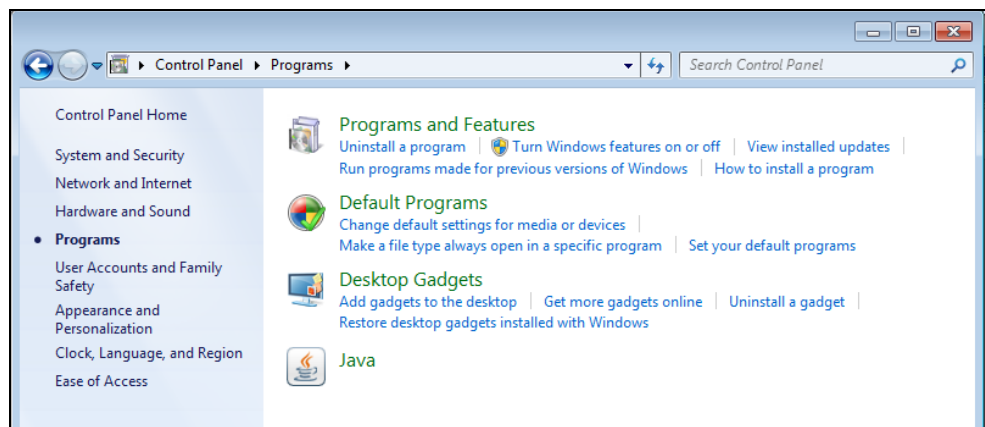 Control Panel Programs
Search Control Panel
Control Panel Home
System and Security
Network and Internet
Hardware and Sound
Programs
User Accounts and Family
Safety
Appearance and
Personalization
Clock, Language, and Region
Ease of Access
Programs and Features
Uninstall a program Turn Windows features on or off View installed updates
Run programs made for previous versions of Windows How to install a program
Default Programs
Change default settings for media or devices
Make a file type always open in a specific program Set your default programs
Desktop Gadgets
Add gadgets to the desktop Get more gadgets online Uninstall a gadget
Restore desktop gadgets installed with Windows
Java